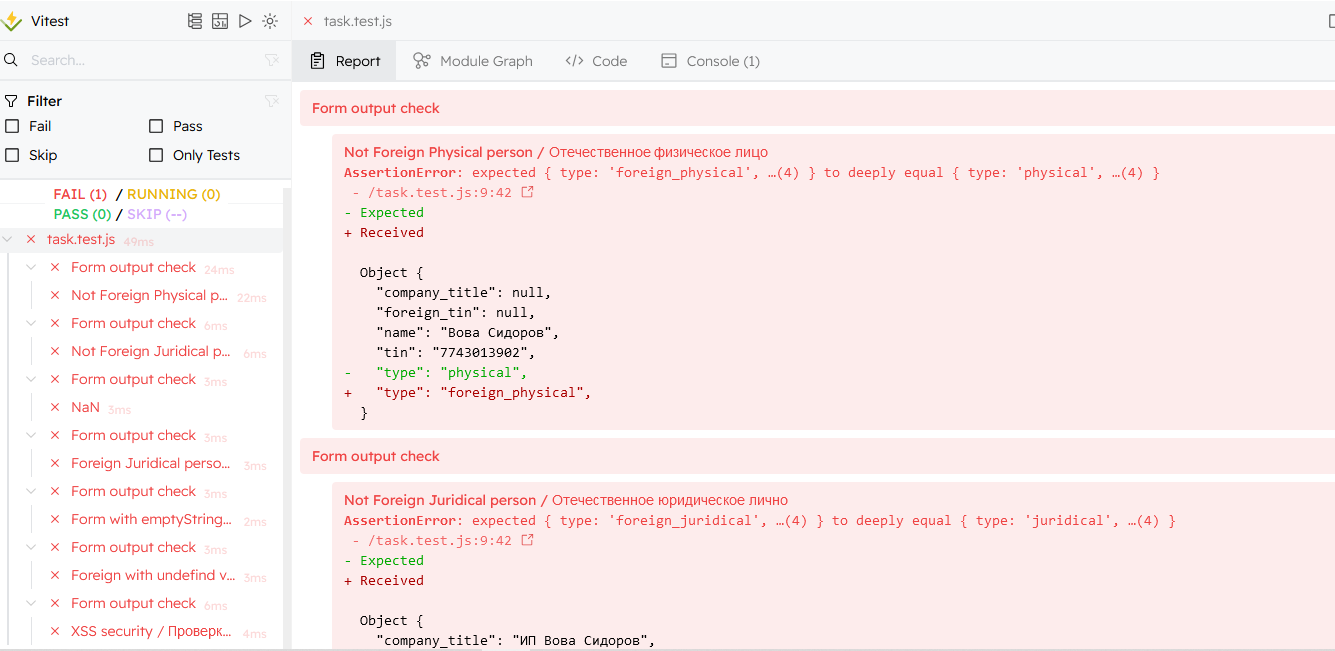 Vitest
Search...
Filter
Fail
Pass
Skip
Only Tests
FAIL (1) / RUNNING (0)
PASS (0) / SKIP (--)
task.test.js 49ms
Form output check 24ms
Not Foreign Physical p... 22ms
Form output check 6ms
Not Foreign Juridical p... 6ms
Form output check 3ms
NaN 3ms
Form output check 3ms
Foreign Juridical perso... 3ms
Form output check 3ms
Form with emptyString... 2ms
Form output check 3ms
Foreign with undefind v... 3ms
Form output check 6ms
XSS security / Проверк... 4ms
task.test.js
Report
Module Graph
</> Code
Console (1)
Form output check
Not Foreign Physical person / Отечественное физическое лицо
AssertionError: expected { type: 'foreign_physical', …(4) } to deeply equal { type: 'physical', …(4) }
- /task.test.js:9:42
- Expected
+ Received
Object {
"company_title": null,
"foreign_tin": null,
"name": "Вова Сидоров",
"tin": "7743013902",
- "type": "physical",
+ "type": "foreign_physical",
}
Form output check
Not Foreign Juridical person / Отечественное юридическое лично
AssertionError: expected { type: 'foreign_juridical', …(4) } to deeply equal { type: 'juridical', …(4) }
- /task.test.js:9:42
- Expected
+ Received
Object {
"company_title": "ИП Вова Сидоров",